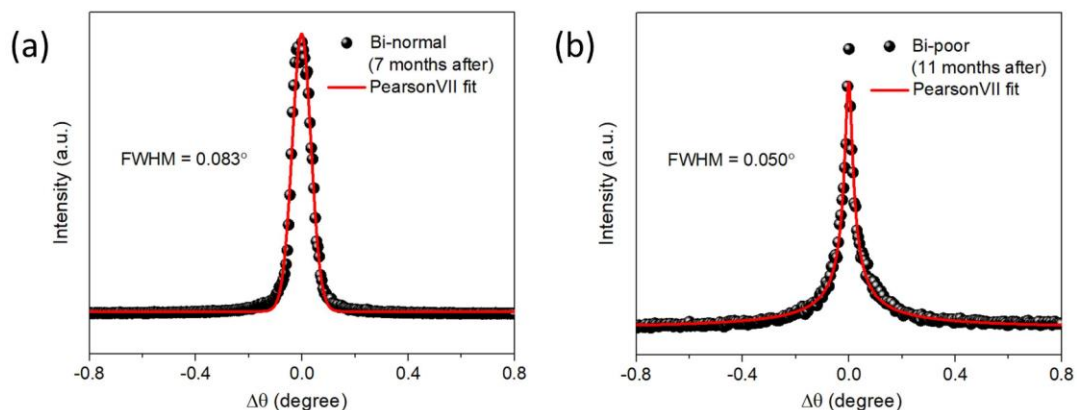 (a)
Bi-normal
(7 months after)
PearsonVII fit
FWHM = 0.083°
Intensity (a.u.)
-0.8 -0.4 0.0 0.4 0.8
Δθ (degree)
(b)
Bi-poor
(11 months after)
PearsonVII fit
FWHM = 0.050°
Intensity (a.u.)
-0.8 -0.4 0.0 0.4 0.8
Δθ (degree)